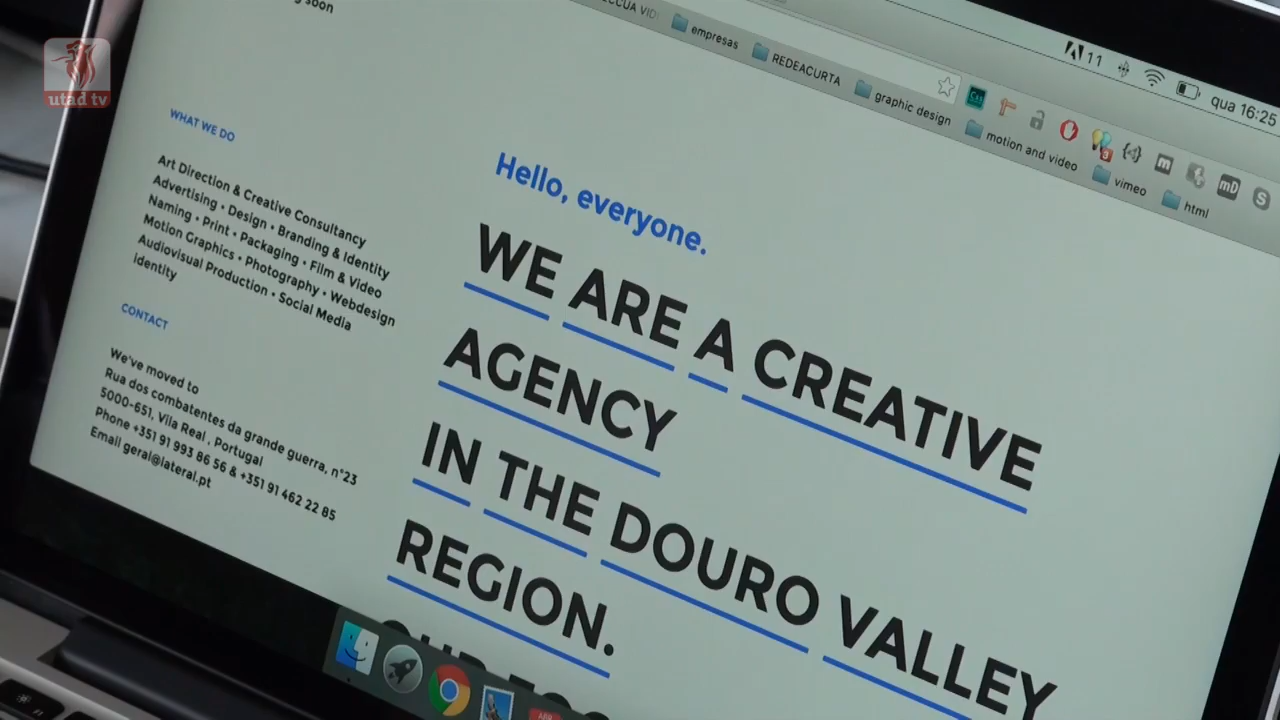 utad tv
11
qua 16:25
empresas
REDEACURTA
graphic design
motion and video
vimeo
html
soon
WHAT WE DO
Art Direction & Creative Consultancy
Advertising • Design • Branding & Identity
Naming • Print • Packaging • Film & Video
Motion Graphics • Photography • Webdesign
Audiovisual Production • Social Media
identity
CONTACT
We've moved to
Rua dos combatentes da grande guerra, n°23
5000-651, Vila Real , Portugal
Phone +351 91 993 86 56 & +351 91 462 22 85
Email geral@lateral.pt
Hello, everyone.
WE ARE A CREATIVE
AGENCY
IN THE DOURO VALLEY
REGION.